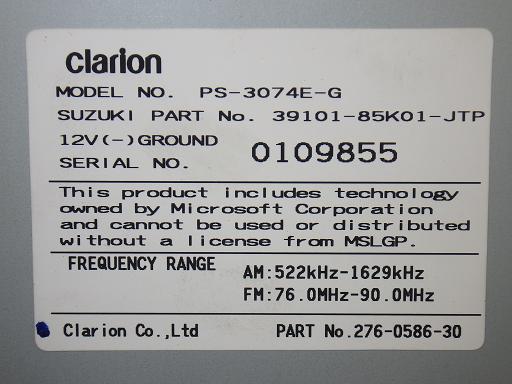 clarion
MODEL NO. PS-3074E-G
SUZUKI PART No. 39101-85K01-JTP
12V(-)GROUND
SERIAL NO. 0109855
This product includes technology
owned by Microsoft Corporation
and cannot be used or distributed
without a license from MSLGP.
FREQUENCY RANGE AM:522kHz-1629kHz
FM:76.0MHz-90.0MHz
Clarion Co.,Ltd PART No.276-0586-30